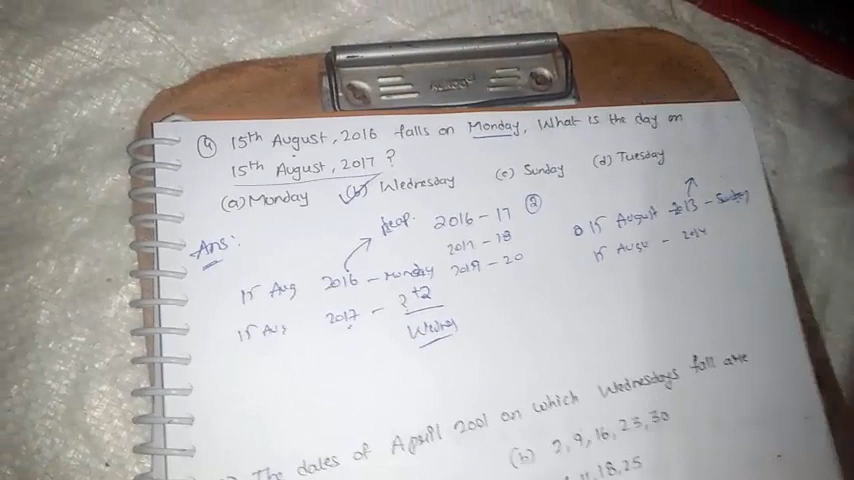 ④ 15th August, 2016 falls on Monday, What is the day on
15th August, 2017 ?
(a) Monday (b) Wednesday (c) Sunday (d) Tuesday
Ans:
leap. 2016 - 17 ②
2017 - 18
2019 - 20
15 Aug 2016 - Monday
15 Aug 2017 - ? +2
Wednes
15 August 2013 - Sunday
15 Augu - 2014
The dates of April 2001 on which Wednesdays fall are
(b) 2, 9, 16, 23, 30
11, 18, 25